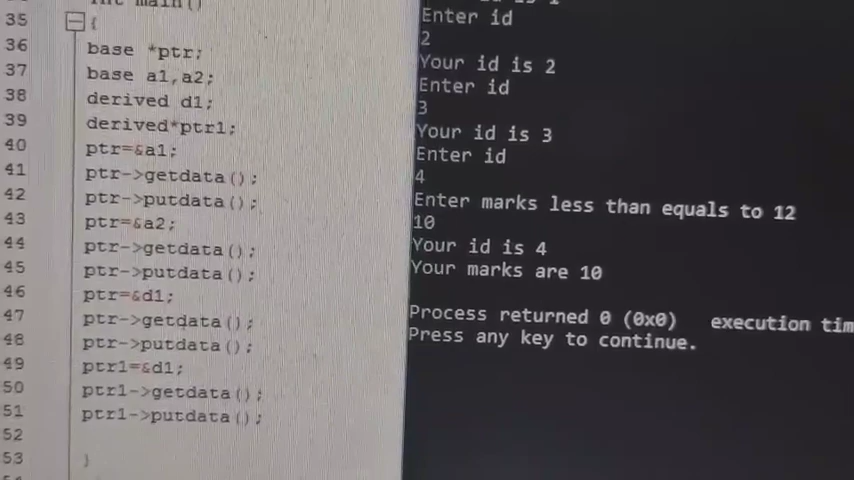 int main()
35 {
36 base *ptr;
37 base a1,a2;
38 derived d1;
39 derived*ptr1;
40 ptr=&a1;
41 ptr->getdata();
42 ptr->putdata();
43 ptr=&a2;
44 ptr->getdata();
45 ptr->putdata();
46 ptr=&d1;
47 ptr->getdata();
48 ptr->putdata();
49 ptr1=&d1;
50 ptr1->getdata();
51 ptr1->putdata();
52
53 }
Enter id
2
Your id is 2
Enter id
3
Your id is 3
Enter id
4
Enter marks less than equals to 12
10
Your id is 4
Your marks are 10
Process returned 0 (0x0) execution tim
Press any key to continue.